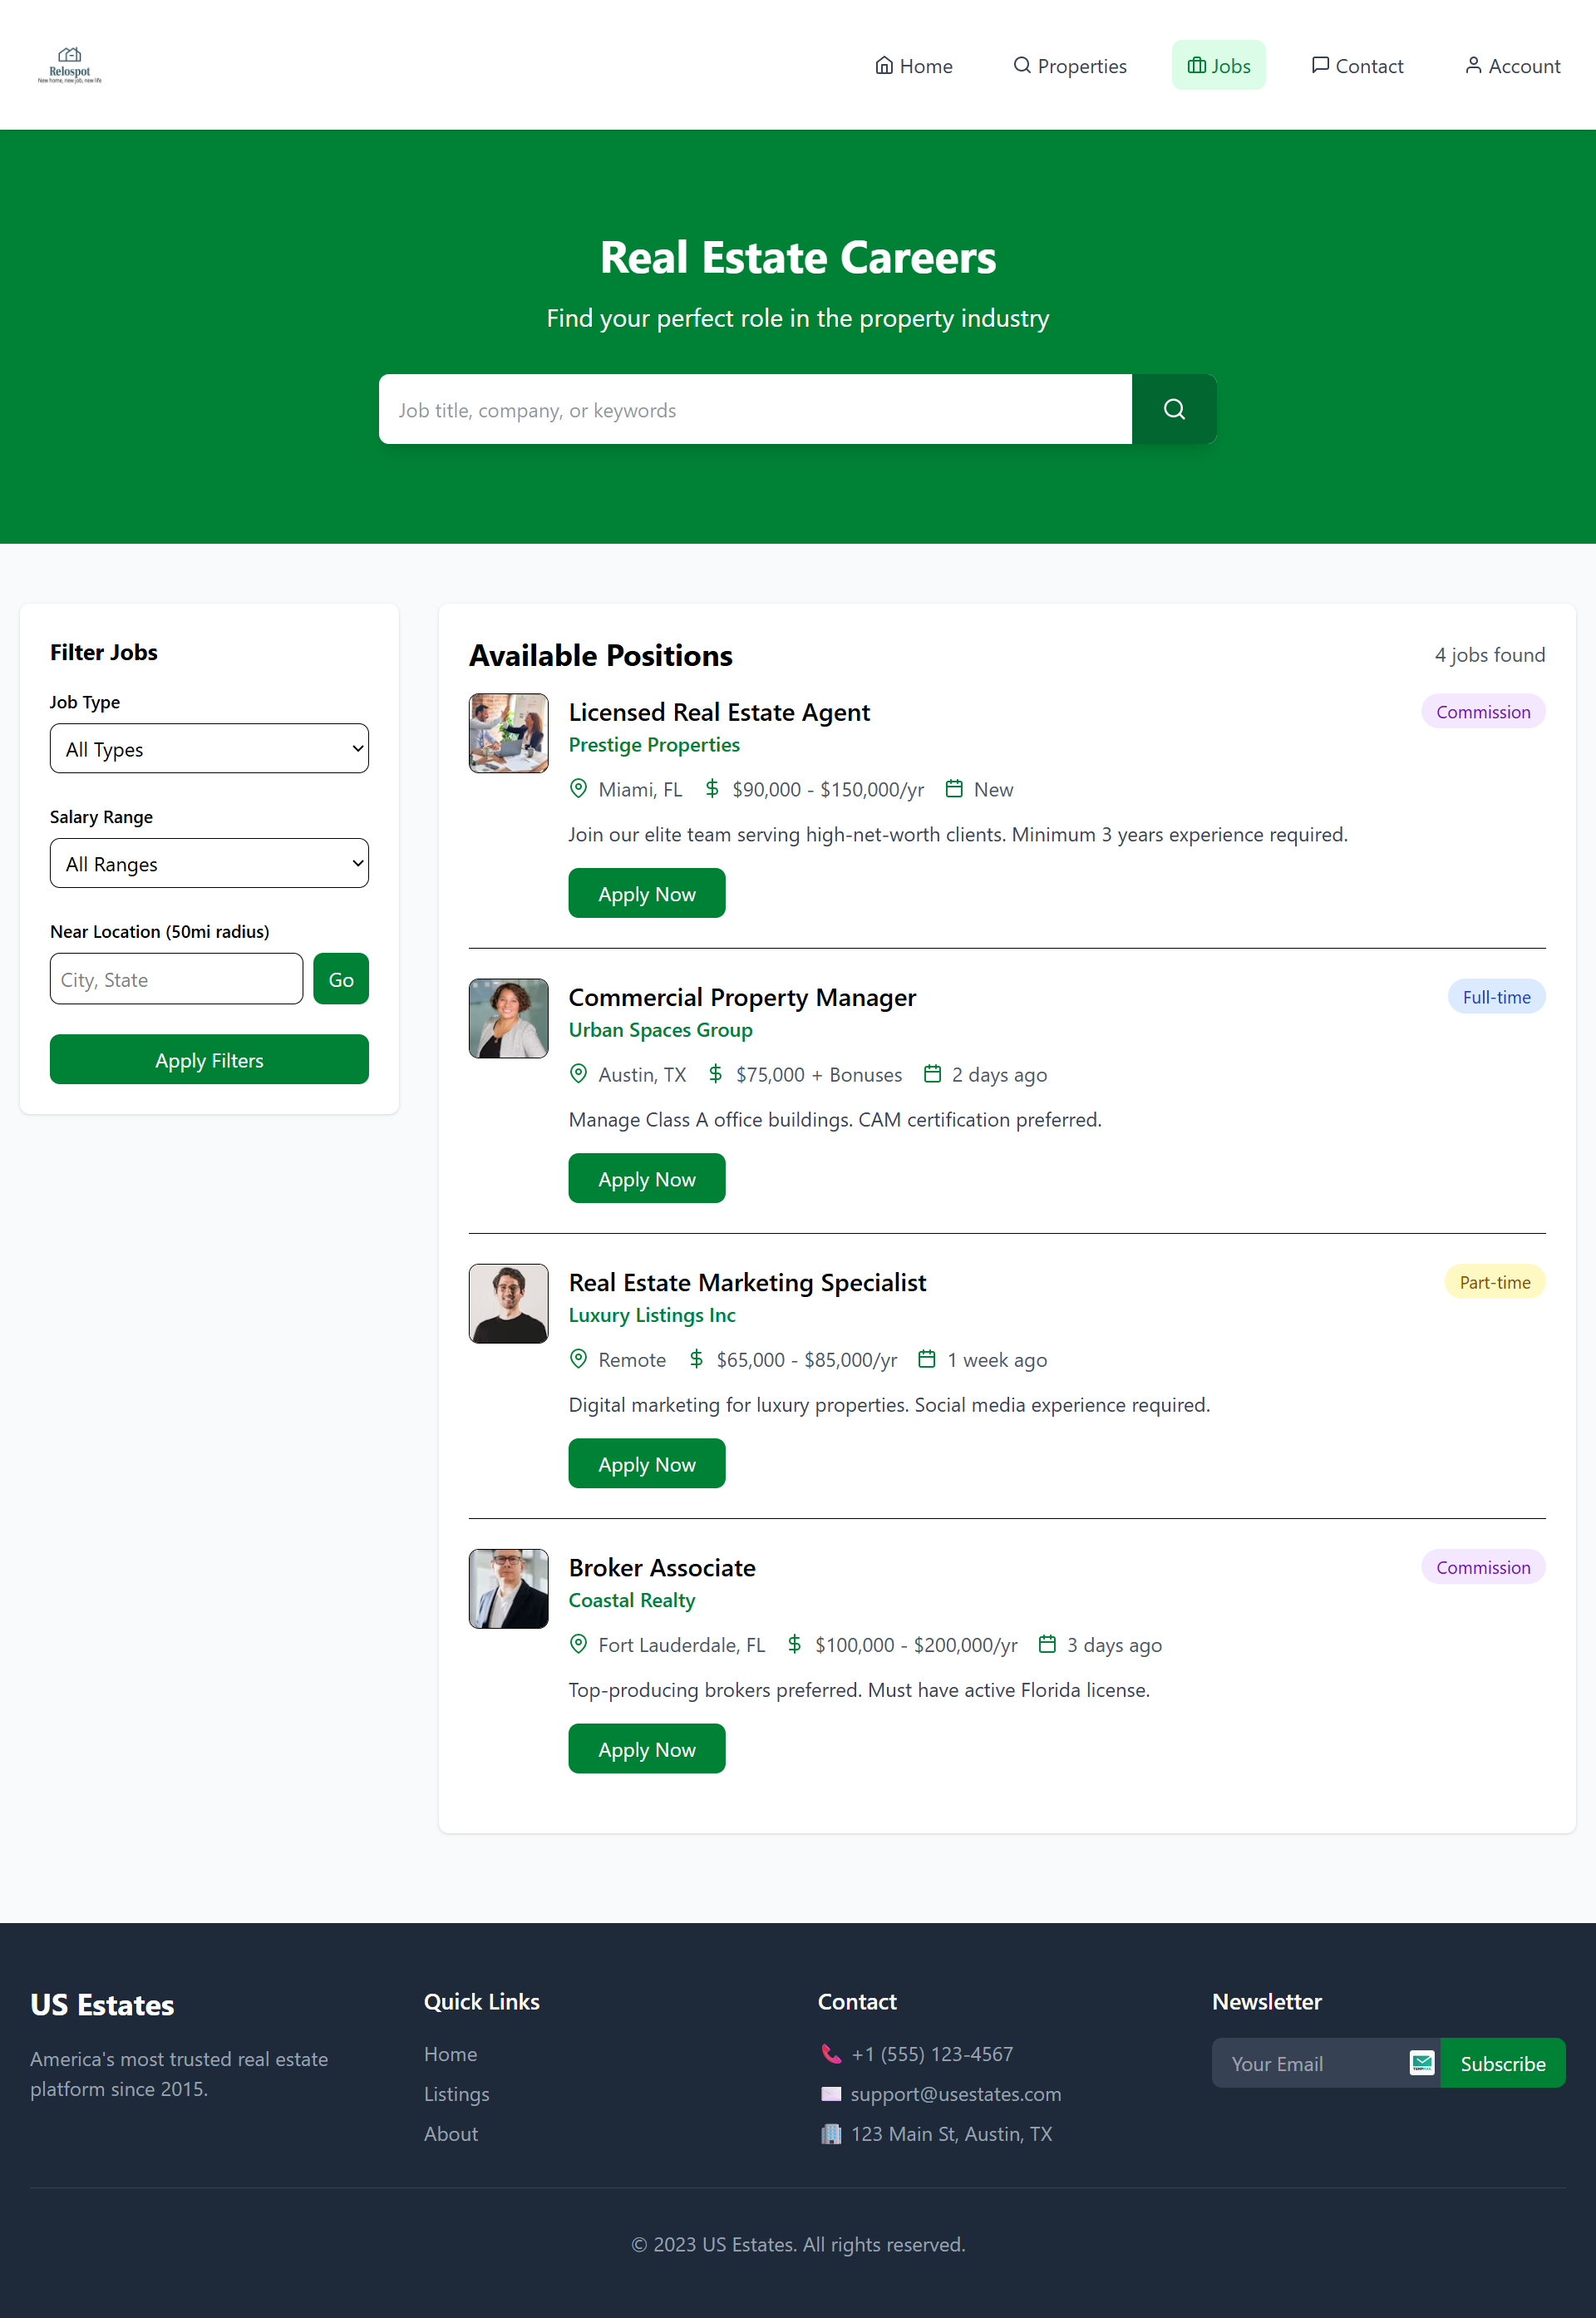 Relospot
New home, new job, new life
Home
Properties
Jobs
Contact
Account
Real Estate Careers
Find your perfect role in the property industry
Job title, company, or keywords
Filter Jobs
Job Type
All Types
Salary Range
All Ranges
Near Location (50mi radius)
City, State
Go
Apply Filters
Available Positions
4 jobs found
Licensed Real Estate Agent
Commission
Prestige Properties
Miami, FL $90,000 - $150,000/yr New
Join our elite team serving high-net-worth clients. Minimum 3 years experience required.
Apply Now
Commercial Property Manager
Full-time
Urban Spaces Group
Austin, TX $75,000 + Bonuses 2 days ago
Manage Class A office buildings. CAM certification preferred.
Apply Now
Real Estate Marketing Specialist
Part-time
Luxury Listings Inc
Remote $65,000 - $85,000/yr 1 week ago
Digital marketing for luxury properties. Social media experience required.
Apply Now
Broker Associate
Commission
Coastal Realty
Fort Lauderdale, FL $100,000 - $200,000/yr 3 days ago
Top-producing brokers preferred. Must have active Florida license.
Apply Now
US Estates
America's most trusted real estate
platform since 2015.
Quick Links
Home
Listings
About
Contact
+1 (555) 123-4567
support@usestates.com
123 Main St, Austin, TX
Newsletter
Your Email
Subscribe
© 2023 US Estates. All rights reserved.